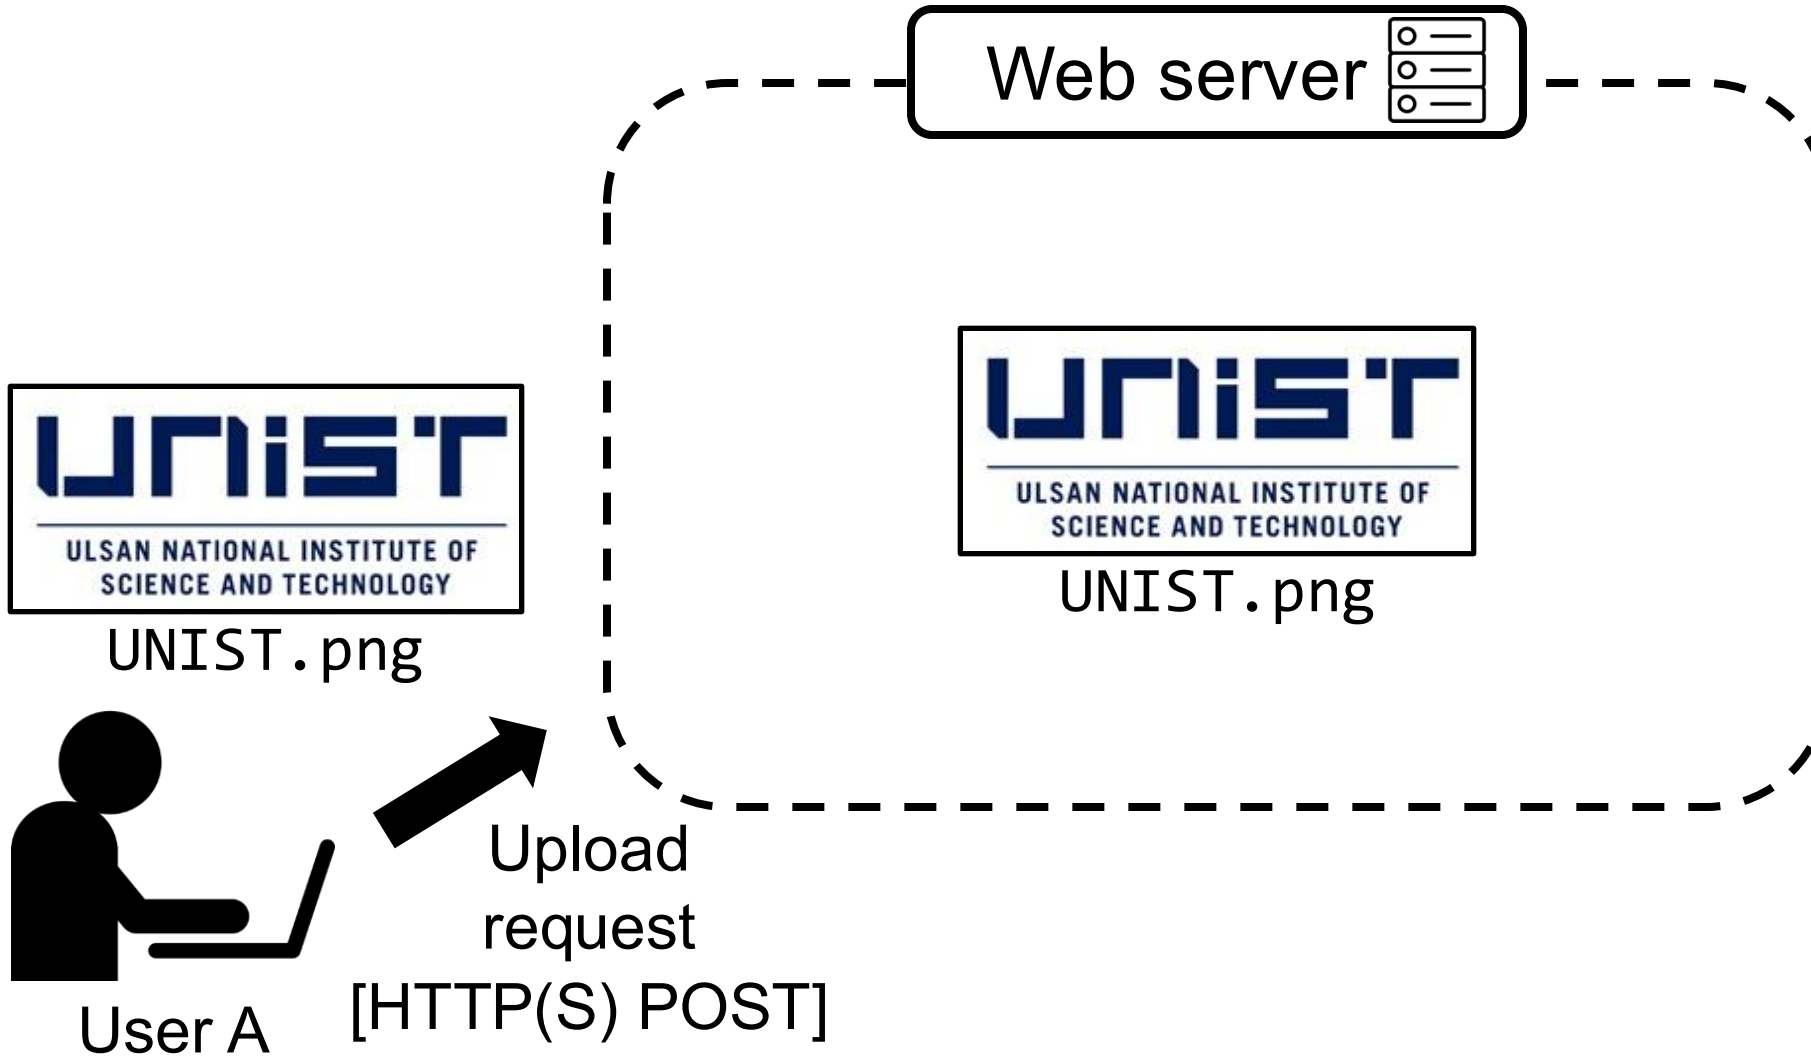 Web server
UNIST
ULSAN NATIONAL INSTITUTE OF
SCIENCE AND TECHNOLOGY
UNIST.png
UNIST
ULSAN NATIONAL INSTITUTE OF
SCIENCE AND TECHNOLOGY
UNIST.png
Upload
request
[HTTP(S) POST]
User A